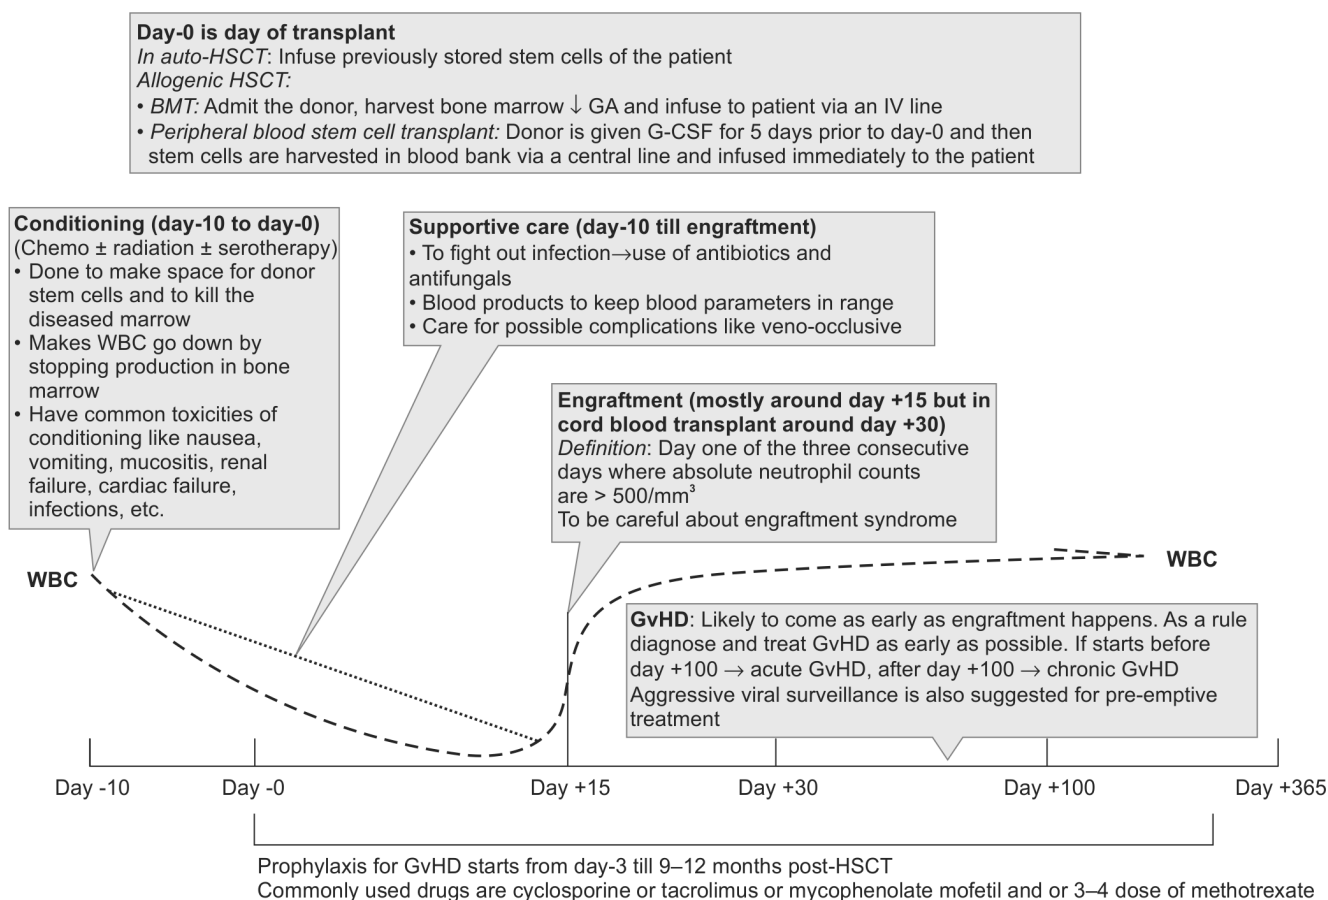 Day-0 is day of transplant
In auto-HSCT: Infuse previously stored stem cells of the patient
Allogenic HSCT:
• BMT: Admit the donor, harvest bone marrow ↓ GA and infuse to patient via an IV line
• Peripheral blood stem cell transplant: Donor is given G-CSF for 5 days prior to day-0 and then
stem cells are harvested in blood bank via a central line and infused immediately to the patient
Conditioning (day-10 to day-0)
(Chemo ± radiation ± serotherapy)
• Done to make space for donor
stem cells and to kill the
diseased marrow
• Makes WBC go down by
stopping production in bone
marrow
• Have common toxicities of
conditioning like nausea,
vomiting, mucositis, renal
failure, cardiac failure,
infections, etc.
Supportive care (day-10 till engraftment)
• To fight out infection→use of antibiotics and
antifungals
• Blood products to keep blood parameters in range
• Care for possible complications like veno-occlusive
Engraftment (mostly around day +15 but in
cord blood transplant around day +30)
Definition: Day one of the three consecutive
days where absolute neutrophil counts
are > 500/mm³
To be careful about engraftment syndrome
WBC
WBC
GvHD: Likely to come as early as engraftment happens. As a rule
diagnose and treat GvHD as early as possible. If starts before
day +100 → acute GvHD, after day +100 → chronic GvHD
Aggressive viral surveillance is also suggested for pre-emptive
treatment
Day -10
Day -0
Day +15
Day +30
Day +100
Day +365
Prophylaxis for GvHD starts from day-3 till 9–12 months post-HSCT
Commonly used drugs are cyclosporine or tacrolimus or mycophenolate mofetil and or 3–4 dose of methotrexate